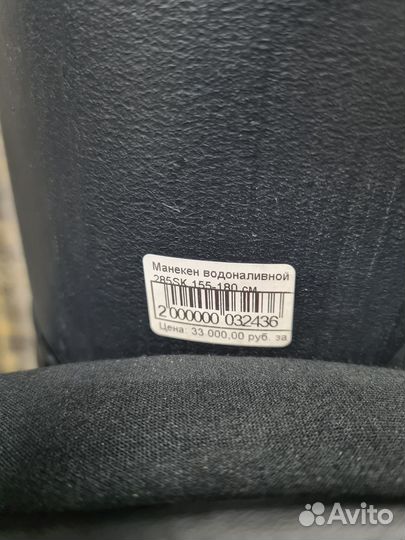 Манекен водоналивной
285SK 155-180 см
2 000000 032436
Цена: 33 000,00 руб. за
Avito